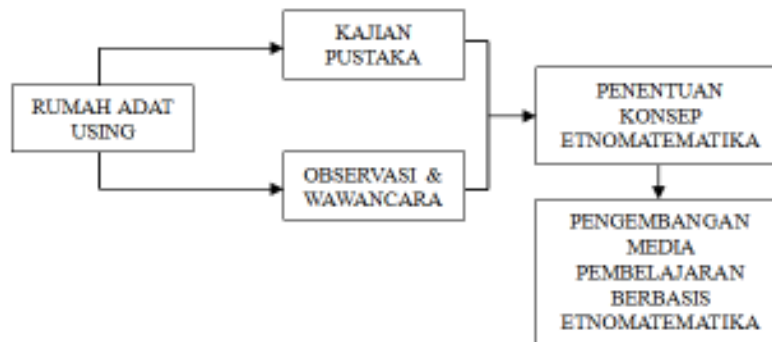 KAJIAN
PUSTAKA
RUMAH ADAT
USING
OBSERVASI &
WAWANCARA
PENENTUAN
KONSEP
ETNOMATEMATIKA
PENGEMBANGAN
MEDIA
PEMBELAJARAN
BERBASIS
ETNOMATEMATIKA